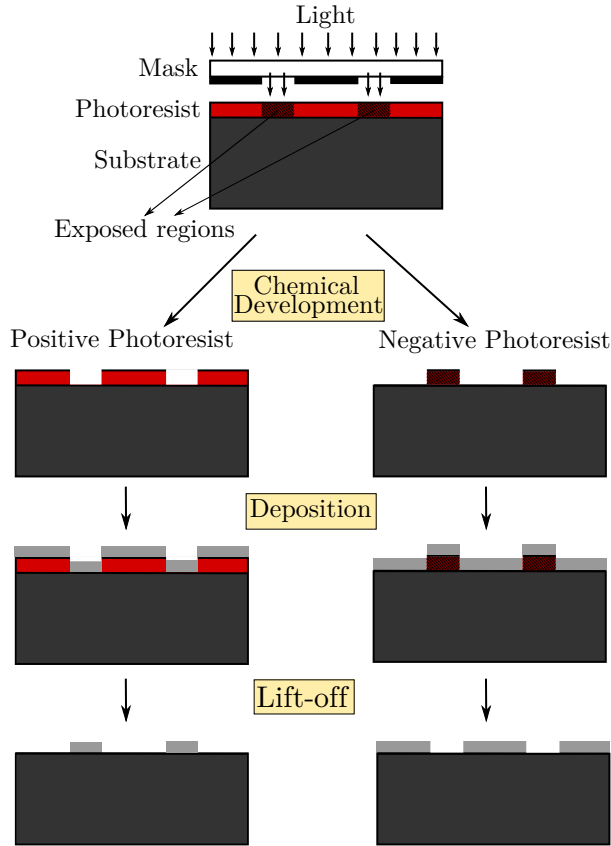 Light
Mask
Photoresist
Substrate
Exposed regions
Chemical
Development
Positive Photoresist
Negative Photoresist
Deposition
Lift-off